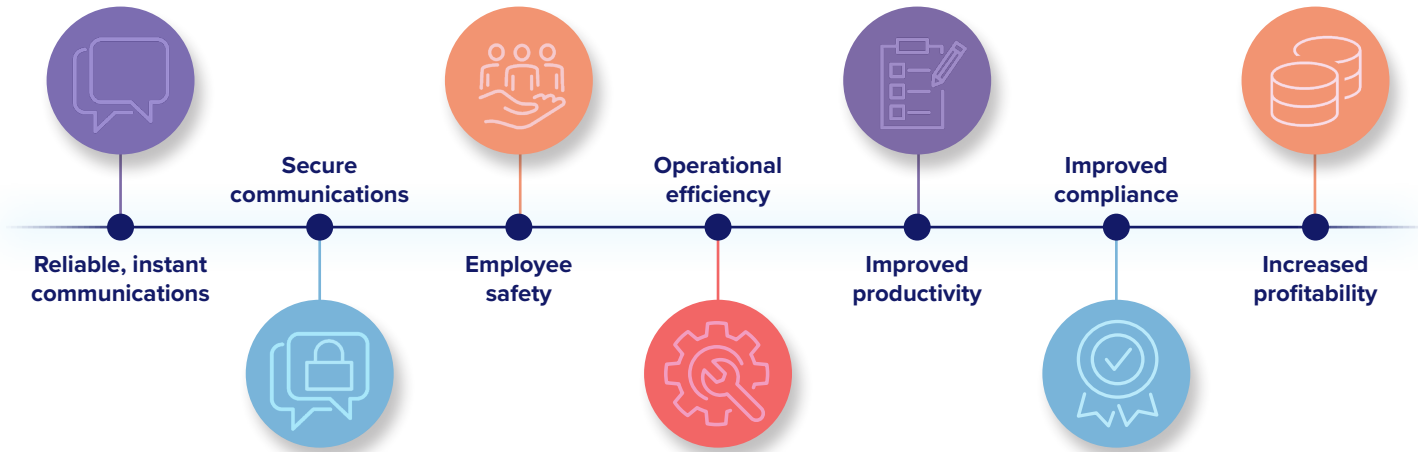 Reliable, instant
communications
Secure
communications
Employee
safety
Operational
efficiency
Improved
productivity
Improved
compliance
Increased
profitability